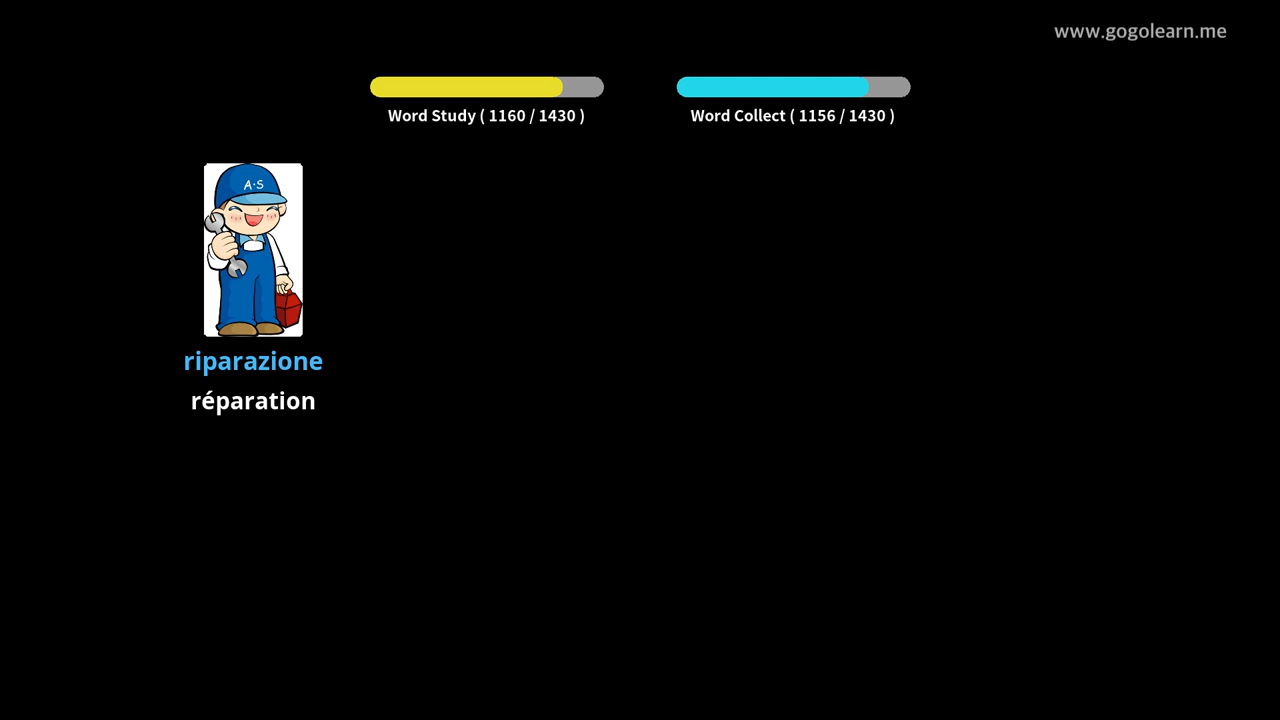 www.gogolearn.me
Word Study ( 1160 / 1430 )
Word Collect ( 1156 / 1430 )
A·S
riparazione
réparation